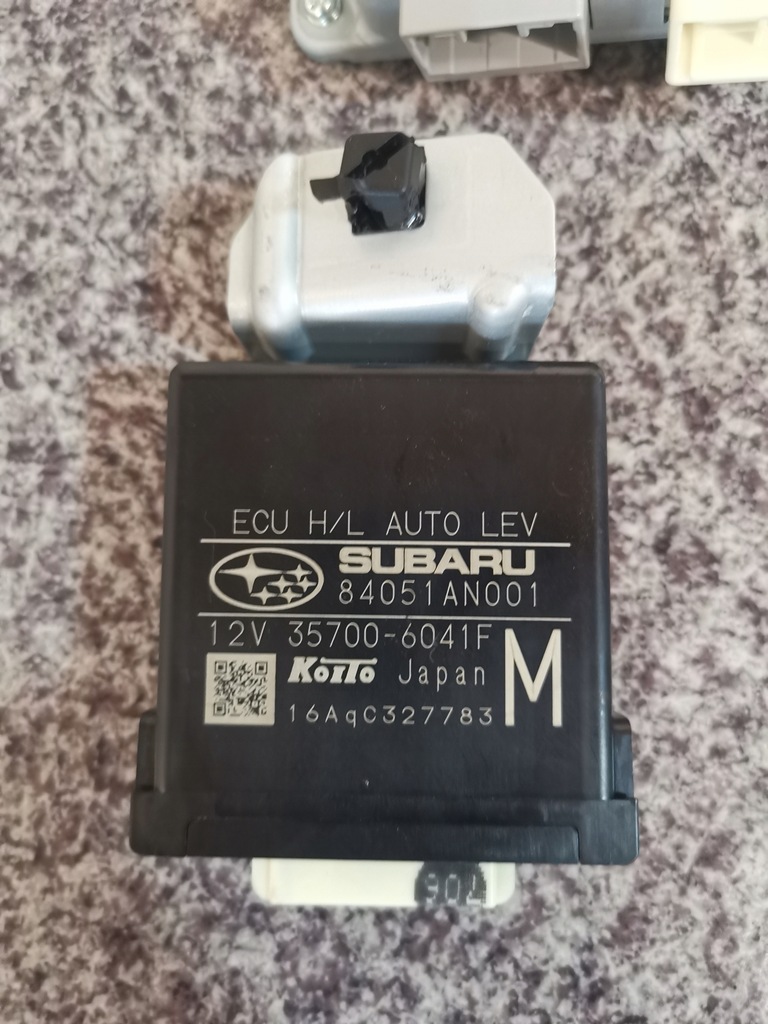 ECU H/L AUTO LEV
SUBARU
84051AN001
12V 35700-6041F
KOITO Japan
M
16AqC327783